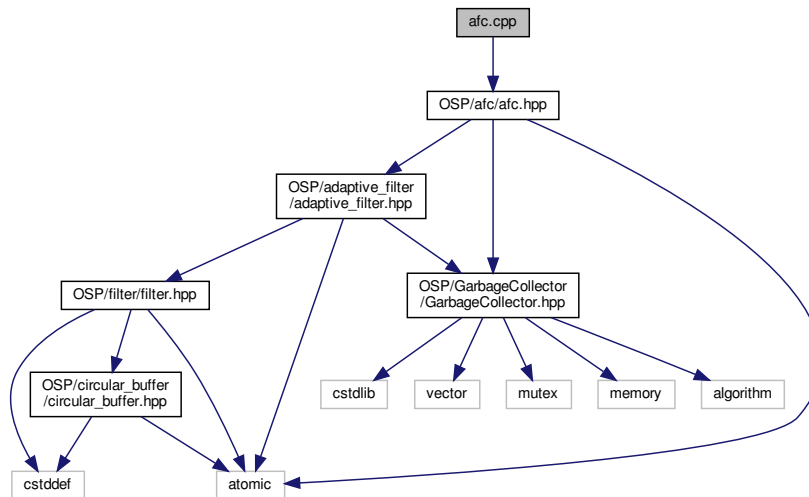 afc.cpp
OSP/afc/afc.hpp
OSP/adaptive_filter
/adaptive_filter.hpp
OSP/filter/filter.hpp
OSP/GarbageCollector
/GarbageCollector.hpp
OSP/circular_buffer
/circular_buffer.hpp
cstdlib
vector
mutex
memory
algorithm
cstddef
atomic